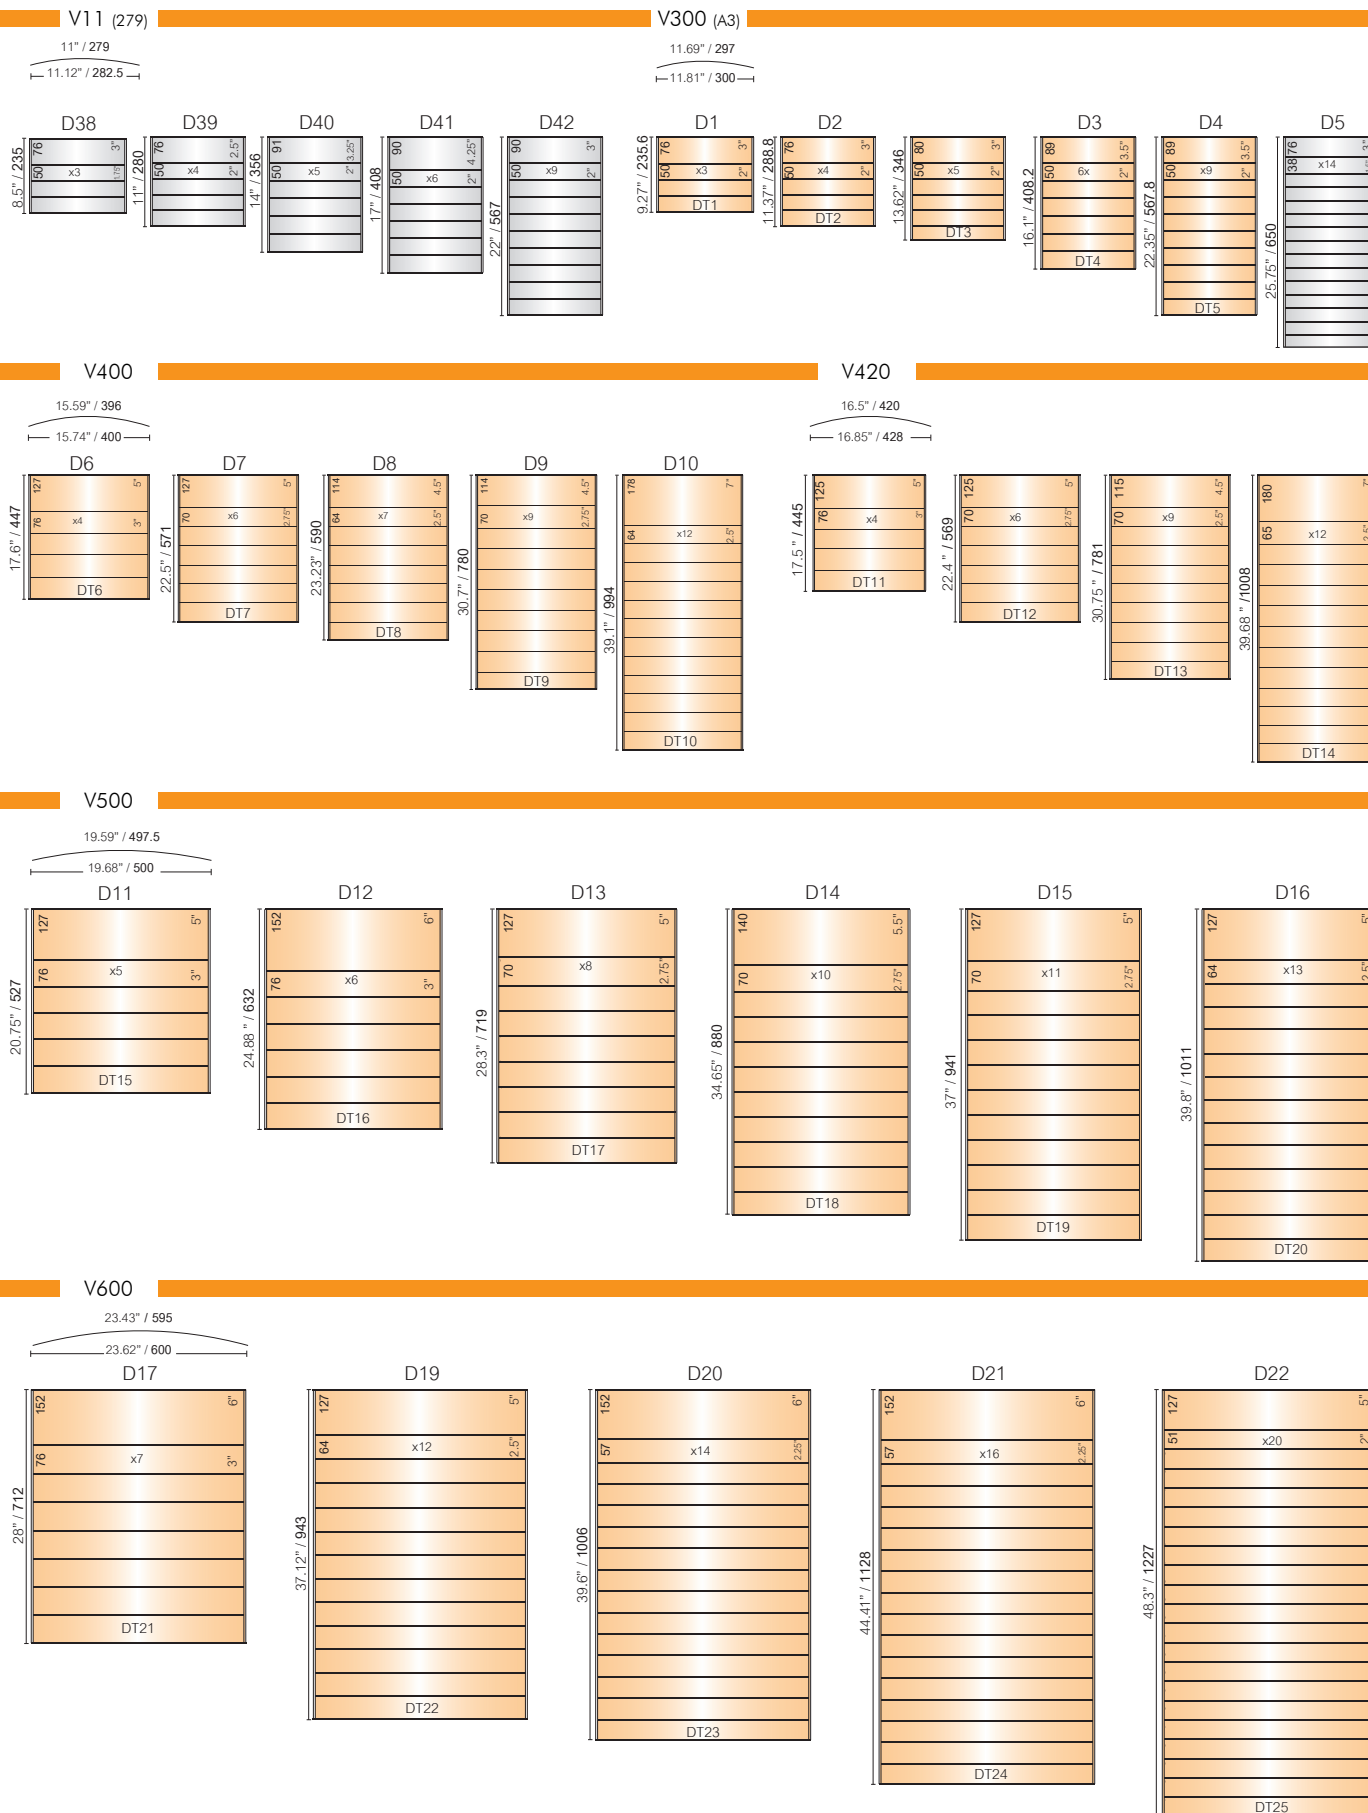 V11 (279)
V300 (A3)
11" / 279
11.12" / 282.5
11.69" / 297
11.81" / 300
D38
D39
D40
D41
D42
D1
D2
D3
D4
D5
8.5" / 235
76
3"
50
x3
1.75"
11" / 280
76
2.5"
50
x4
2"
14" / 356
91
3.25"
50
x5
2"
17" / 408
90
4.25"
50
x6
2"
22" / 567
90
3"
50
x9
2"
9.27" / 235.6
76
3"
50
x3
2"
DT1
11.37" / 288.8
76
3"
50
x4
2"
DT2
13.62" / 346
80
3"
50
x5
2"
DT3
16.1" / 408.2
89
3.5"
50
6x
2"
DT4
22.35" / 567.8
89
3.5"
50
x9
2"
DT5
25.75" / 650
76
3"
38
x14
V400
V420
15.59" / 396
15.74" / 400
16.5" / 420
16.85" / 428
D6
D7
D8
D9
D10
17.6" / 447
127
5"
76
x4
3"
DT6
22.5" / 571
127
5"
70
x6
2.75"
DT7
23.23" / 590
114
4.5"
64
x7
2.5"
DT8
30.7" / 780
114
4.5"
70
x9
2.75"
DT9
39.1" / 994
178
7"
64
x12
2.5"
DT10
17.5" / 445
125
5"
76
x4
3"
DT11
22.4 " / 569
125
5"
70
x6
2.75"
DT12
30.75 " / 781
115
4.5"
70
x9
2.5"
DT13
39.68 " /1008
180
7"
65
x12
2.5"
DT14
V500
19.59" / 497.5
19.68" / 500
D11
D12
D13
D14
D15
D16
20.75" / 527
127
5"
76
x5
3"
DT15
24.88 " / 632
152
6"
76
x6
3"
DT16
28.3" / 719
127
5"
70
x8
2.75"
DT17
34.65" / 880
140
5.5"
70
x10
2.75"
DT18
37" / 941
127
5"
70
x11
2.75"
DT19
39.8" / 1011
127
5"
64
x13
2.5"
DT20
V600
23.43" / 595
23.62" / 600
D17
D19
D20
D21
D22
28" / 712
152
6"
76
x7
3"
DT21
37.12" / 943
127
5"
64
x12
2.5"
DT22
39.6" / 1006
152
6"
57
x14
2.25"
DT23
44.41" / 1128
152
6"
57
x16
2.25"
DT24
48.3" / 1227
127
5"
51
x20
2"
DT25